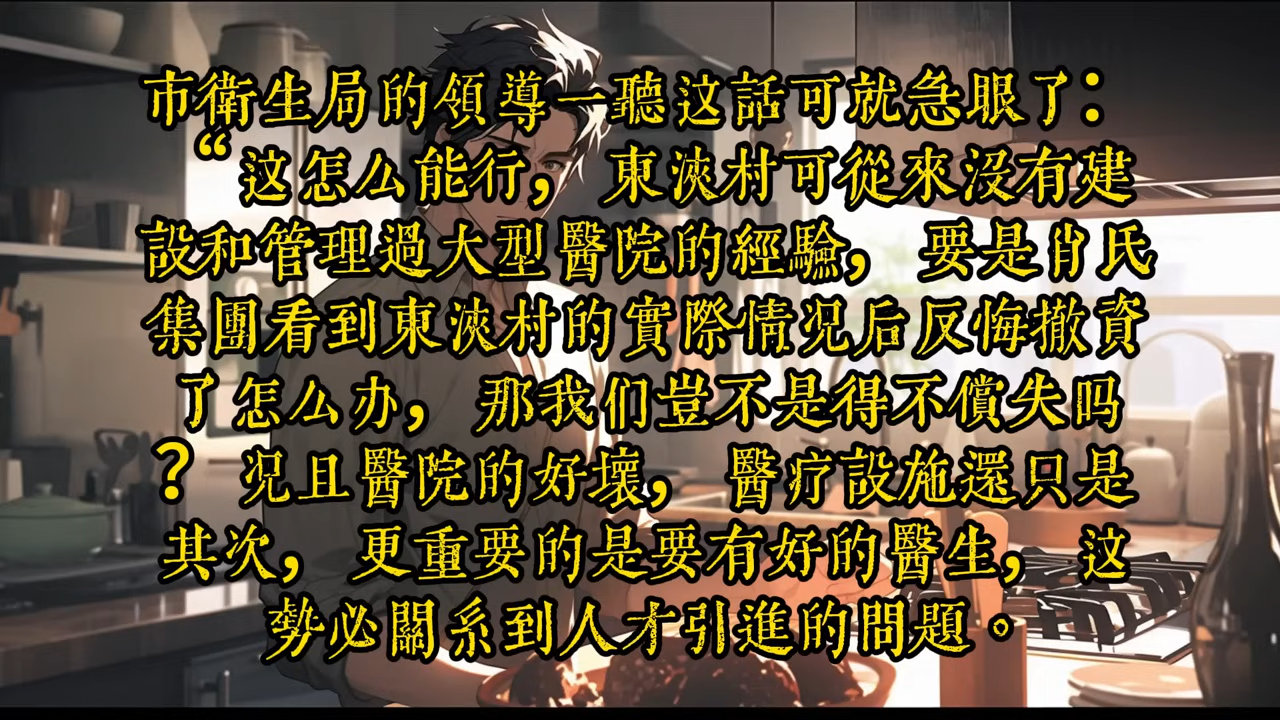 市衛生局的領導一聽这話可就急眼了：
“这怎么能行，東浹村可從來沒有建
設和管理過大型醫院的經驗，要是肖氏
集團看到東浹村的實際情况后反悔撤資
了怎么办，那我们豈不是得不償失吗
？况且醫院的好壞，醫疗設施還只是
其次，更重要的是要有好的醫生，这
勢必關系到人才引進的問題。